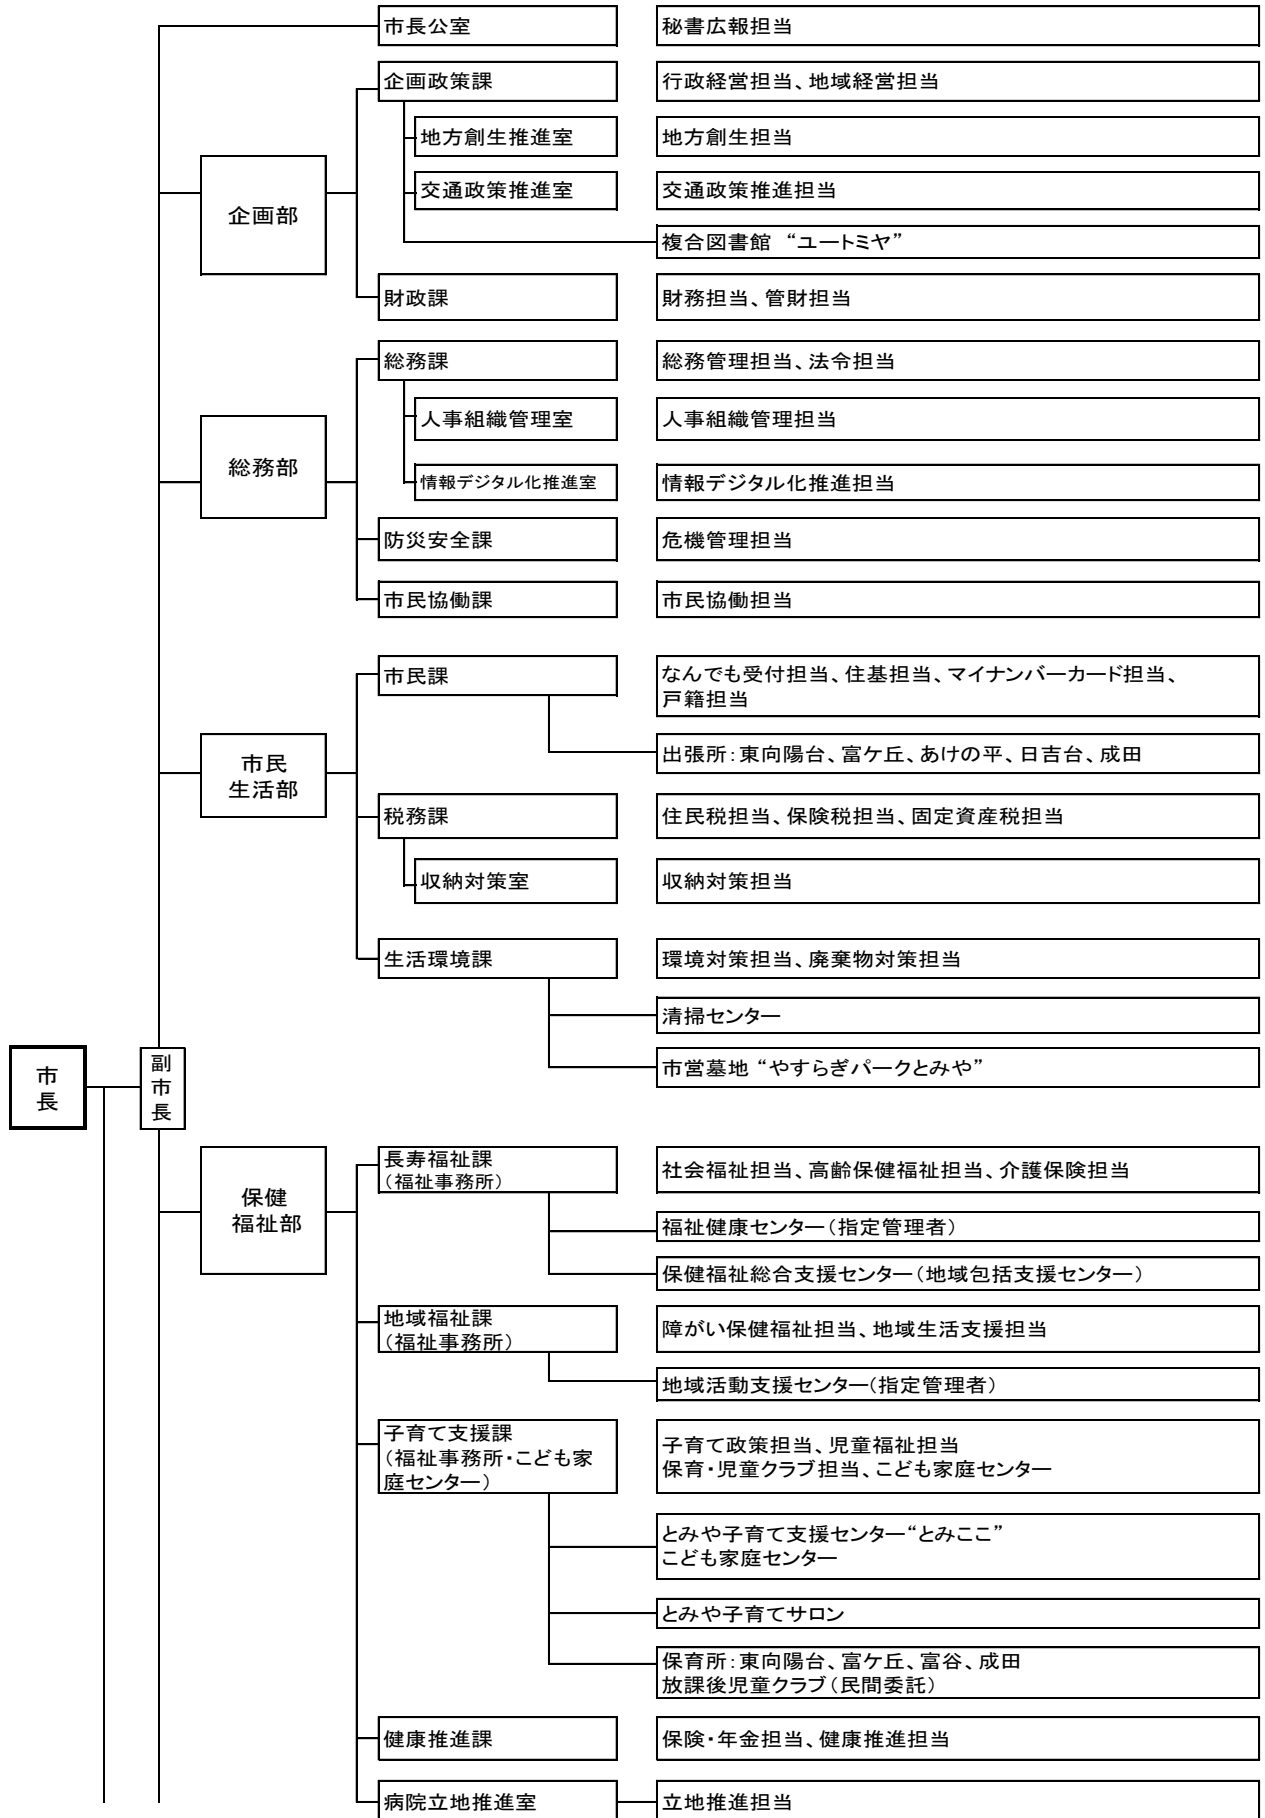 市長公室
秘書広報担当
企画政策課
行政経営担当、地域経営担当
地方創生推進室
地方創生担当
交通政策推進室
交通政策推進担当
企画部
複合図書館 “ユートミヤ”
財政課
財務担当、管財担当
総務課
総務管理担当、法令担当
人事組織管理室
人事組織管理担当
総務部
情報デジタル化推進室
情報デジタル化推進担当
防災安全課
危機管理担当
市民協働課
市民協働担当
市民課
なんでも受付担当、住基担当、マイナンバーカード担当、
戸籍担当
出張所：東向陽台、富ケ丘、あけの平、日吉台、成田
市民
生活部
税務課
住民税担当、保険税担当、固定資産税担当
収納対策室
収納対策担当
生活環境課
環境対策担当、廃棄物対策担当
清掃センター
市営墓地 “やすらぎパークとみや”
市
長
副
市
長
長寿福祉課
（福祉事務所）
社会福祉担当、高齢保健福祉担当、介護保険担当
保健
福祉部
福祉健康センター（指定管理者）
保健福祉総合支援センター（地域包括支援センター）
地域福祉課
（福祉事務所）
障がい保健福祉担当、地域生活支援担当
地域活動支援センター（指定管理者）
子育て支援課
（福祉事務所・こども家
庭センター）
子育て政策担当、児童福祉担当
保育・児童クラブ担当、こども家庭センター
とみや子育て支援センター“とみここ”
こども家庭センター
とみや子育てサロン
保育所：東向陽台、富ケ丘、富谷、成田
放課後児童クラブ（民間委託）
健康推進課
保険・年金担当、健康推進担当
病院立地推進室
立地推進担当